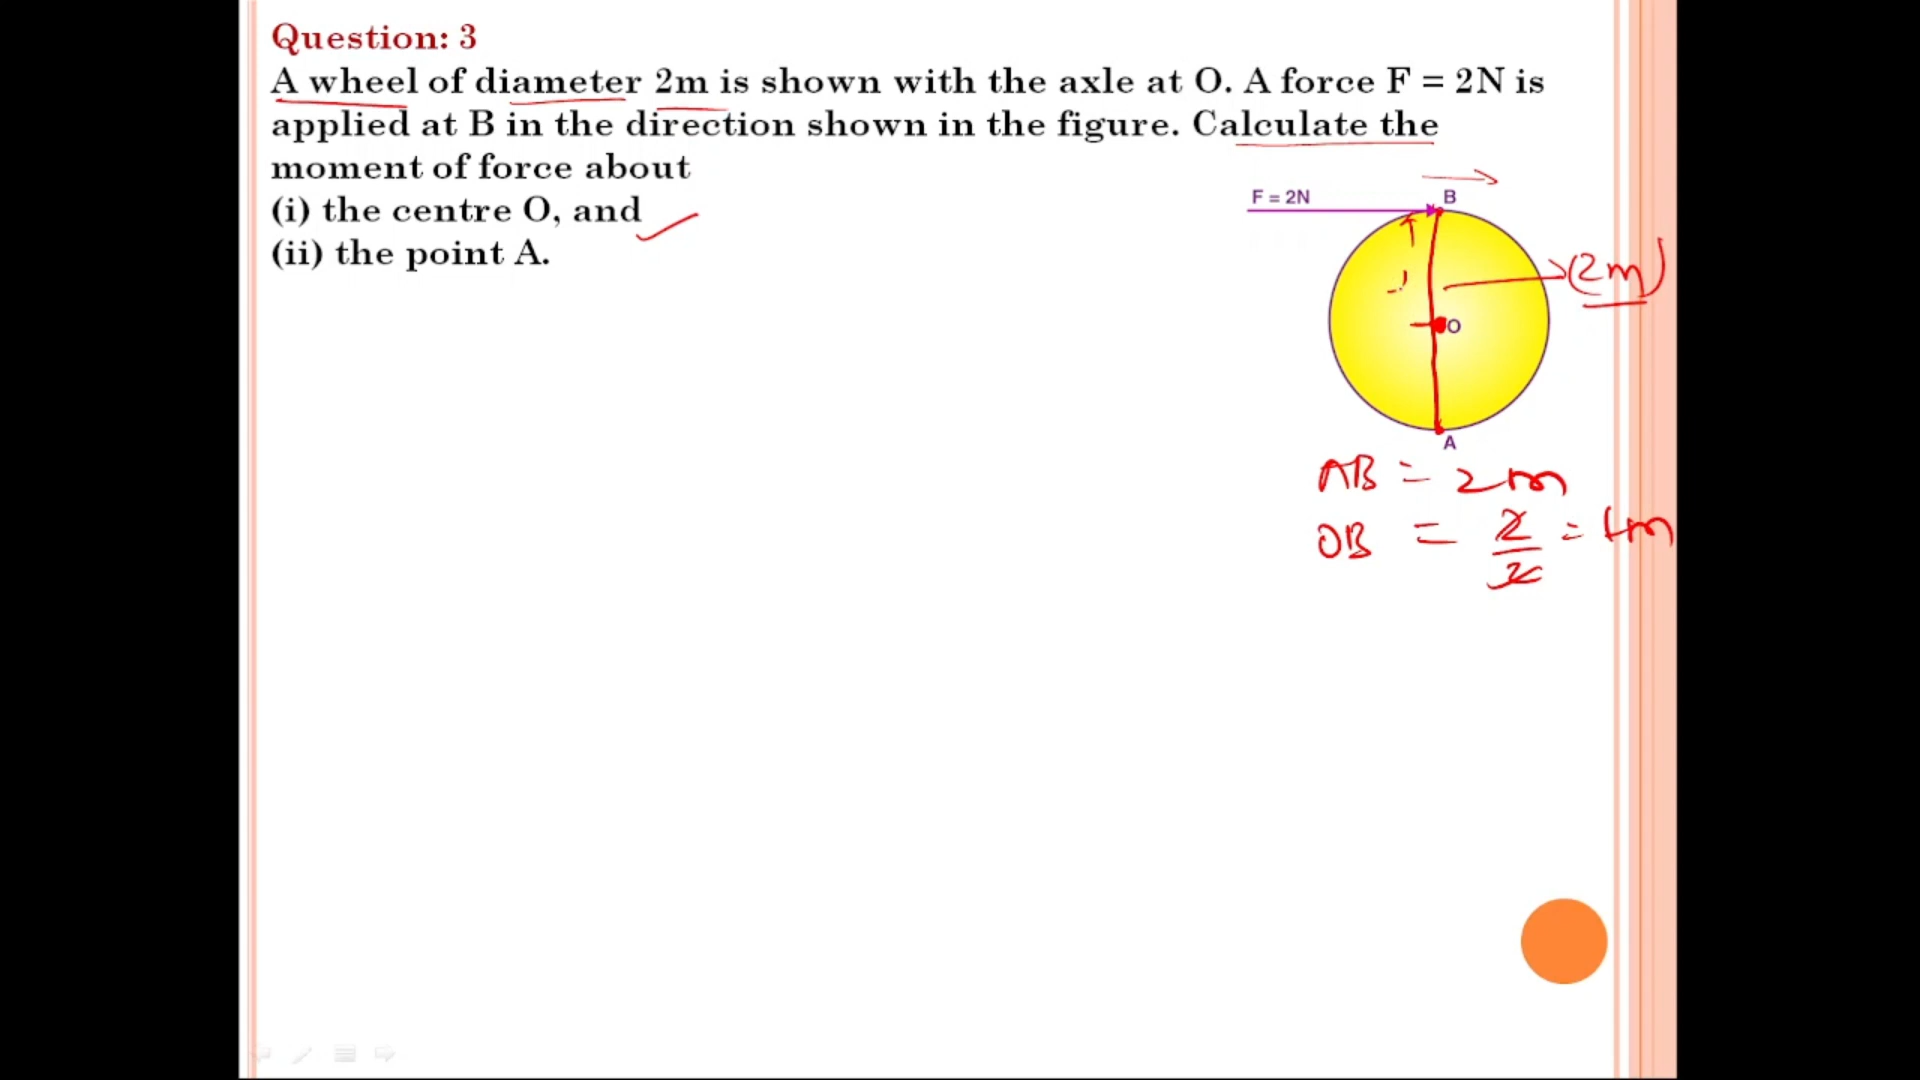 Question: 3
A wheel of diameter 2m is shown with the axle at O. A force F = 2N is
applied at B in the direction shown in the figure. Calculate the
moment of force about
(i) the centre O, and
(ii) the point A.
F = 2N
B
(2m)
O
A
AB = 2m
OB = 2/2 = 1m